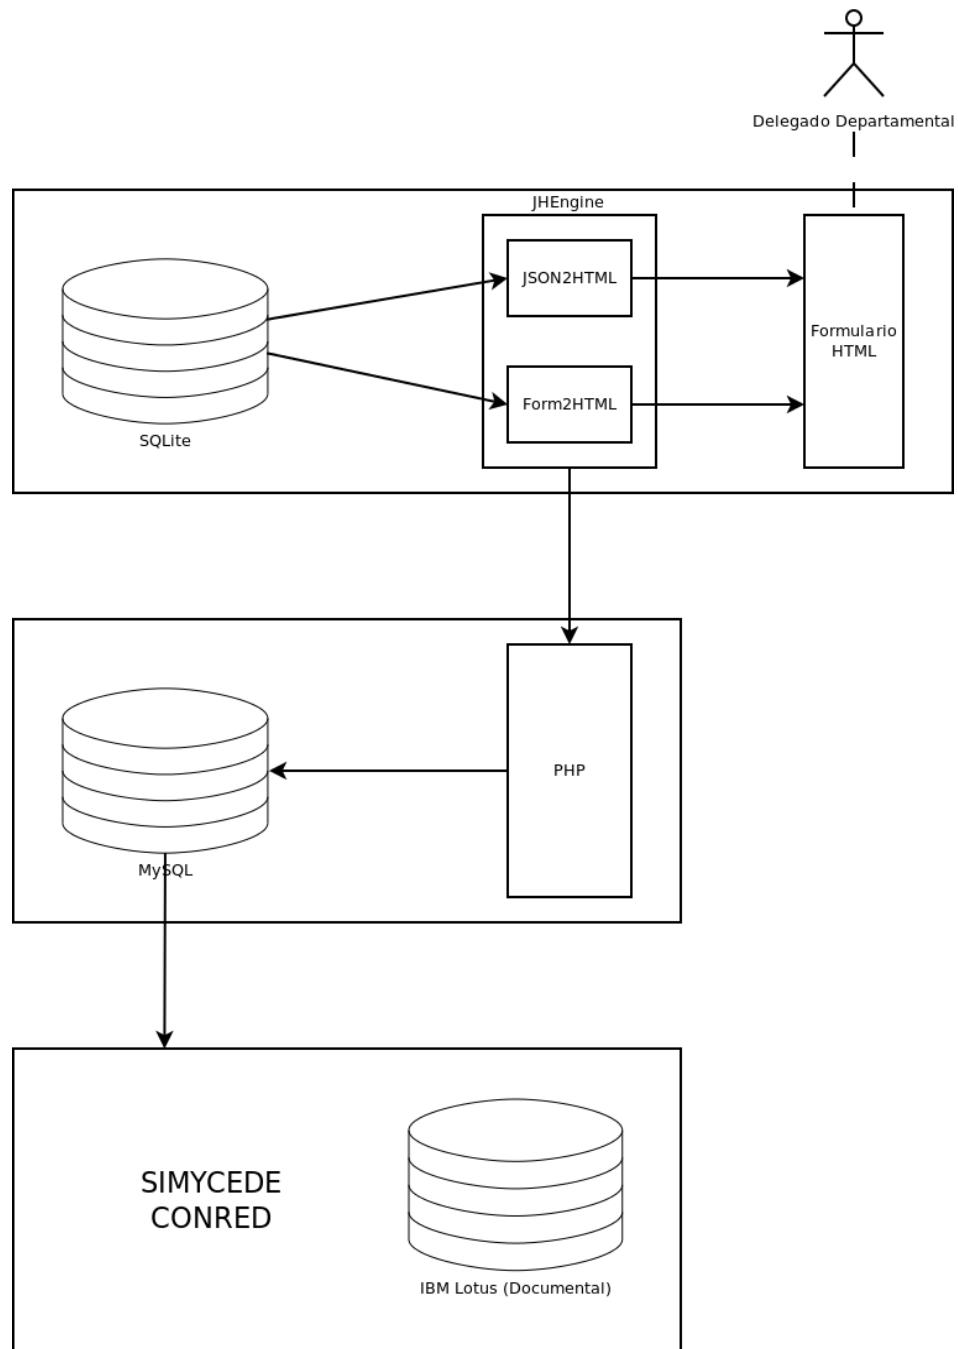 Delegado Departamental
JHEngine
JSON2HTML
Formulario
HTML
Form2HTML
SQLite
PHP
MySQL
SIMYCEDE
CONRED
IBM Lotus (Documental)